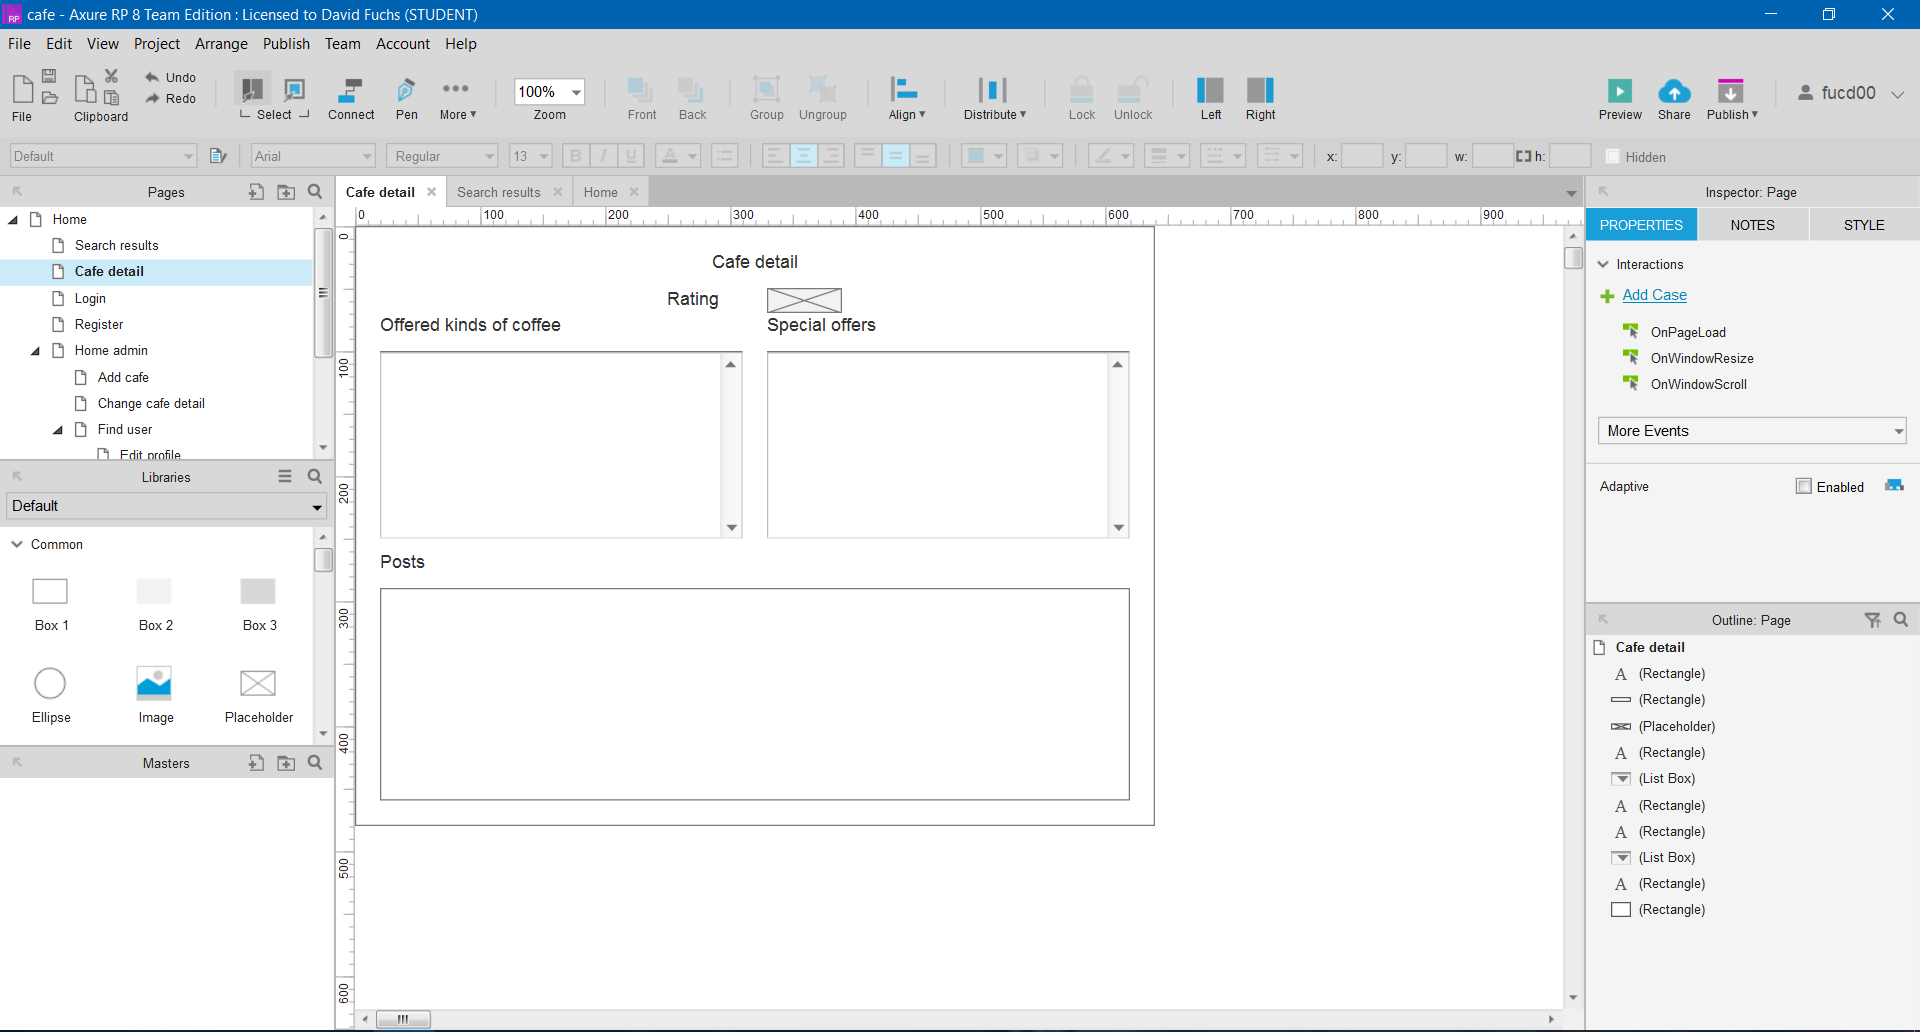 cafe - Axure RP 8 Team Edition : Licensed to David Fuchs (STUDENT)
File Edit View Project Arrange Publish Team Account Help
Undo
Redo
File Clipboard Select Connect Pen More 100% Zoom Front Back Group Ungroup Align Distribute Lock Unlock Left Right Preview Share Publish fucd00
Default Arial Regular 13 B I U A x: y: w: h: Hidden
Pages
Home
Search results
Cafe detail
Login
Register
Home admin
Add cafe
Change cafe detail
Find user
Edit profile
Libraries
Default
Common
Box 1 Box 2 Box 3
Ellipse Image Placeholder
Masters
Cafe detail Search results Home
0 100 200 300 400 500 600 700 800 900
0
100
200
300
400
500
600
Cafe detail
Rating
Offered kinds of coffee Special offers
Posts
Inspector: Page
PROPERTIES NOTES STYLE
Interactions
Add Case
OnPageLoad
OnWindowResize
OnWindowScroll
More Events
Adaptive Enabled
Outline: Page
Cafe detail
A (Rectangle)
(Rectangle)
(Placeholder)
A (Rectangle)
(List Box)
A (Rectangle)
A (Rectangle)
(List Box)
A (Rectangle)
(Rectangle)